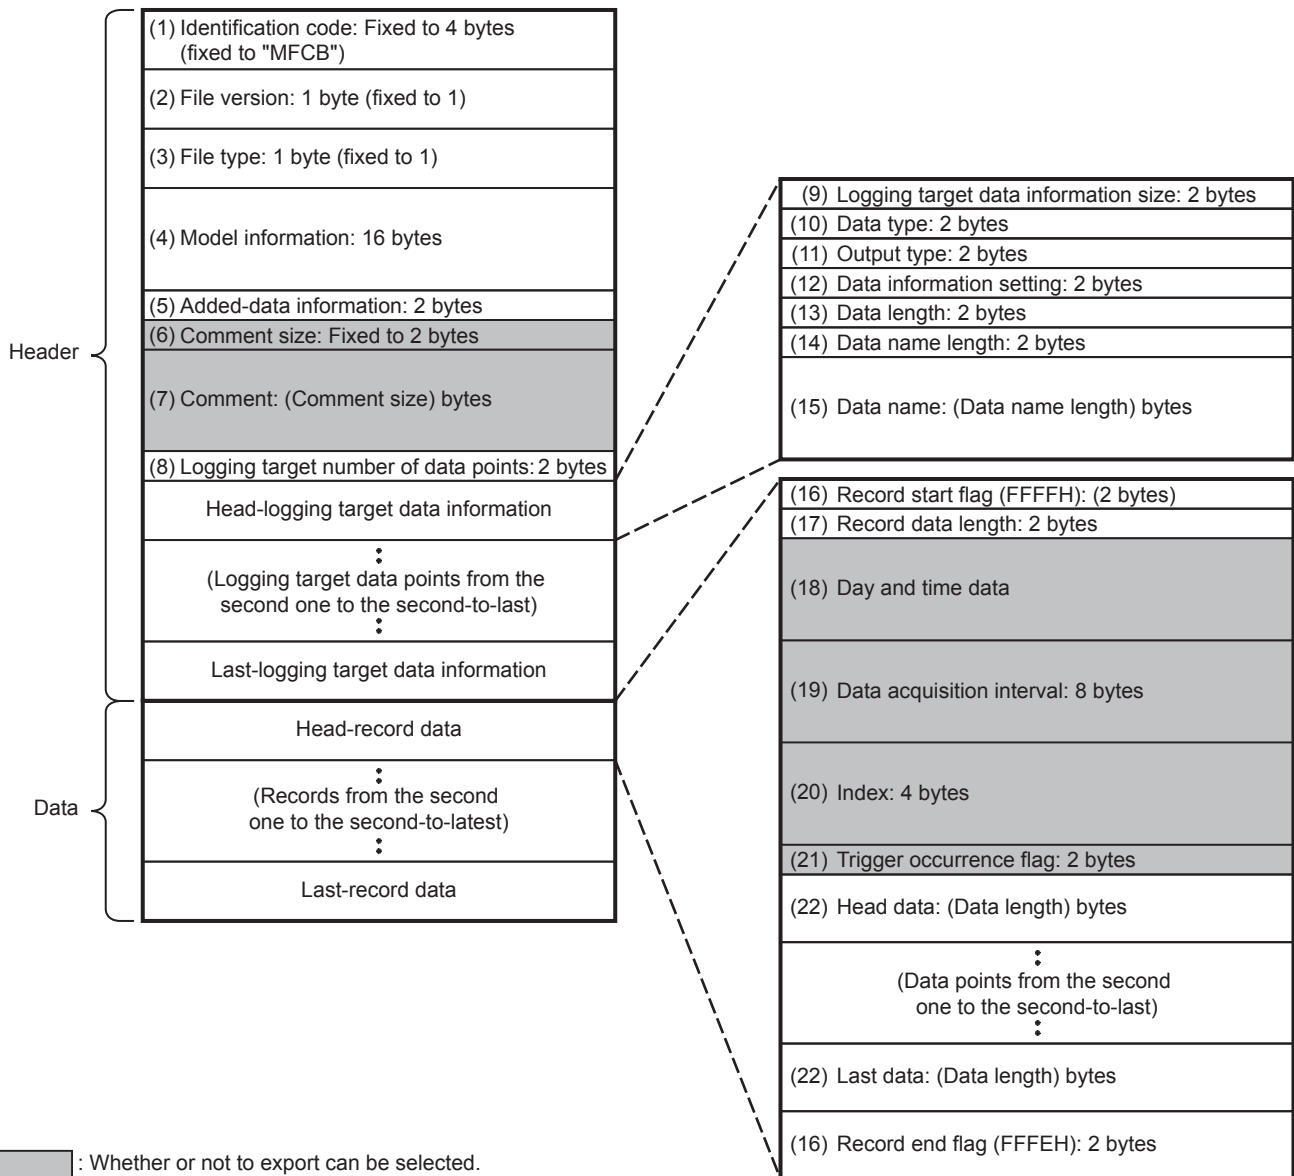 (1) Identification code: Fixed to 4 bytes
(fixed to "MFCB")
(2) File version: 1 byte (fixed to 1)
(3) File type: 1 byte (fixed to 1)
(4) Model information: 16 bytes
(5) Added-data information: 2 bytes
(6) Comment size: Fixed to 2 bytes
Header
(7) Comment: (Comment size) bytes
(8) Logging target number of data points: 2 bytes
Head-logging target data information
(Logging target data points from the
second one to the second-to-last)
Last-logging target data information
Head-record data
Data
(Records from the second
one to the second-to-latest)
Last-record data
(9) Logging target data information size: 2 bytes
(10) Data type: 2 bytes
(11) Output type: 2 bytes
(12) Data information setting: 2 bytes
(13) Data length: 2 bytes
(14) Data name length: 2 bytes
(15) Data name: (Data name length) bytes
(16) Record start flag (FFFFH): (2 bytes)
(17) Record data length: 2 bytes
(18) Day and time data
(19) Data acquisition interval: 8 bytes
(20) Index: 4 bytes
(21) Trigger occurrence flag: 2 bytes
(22) Head data: (Data length) bytes
(Data points from the second
one to the second-to-last)
(22) Last data: (Data length) bytes
(16) Record end flag (FFFEH): 2 bytes
: Whether or not to export can be selected.